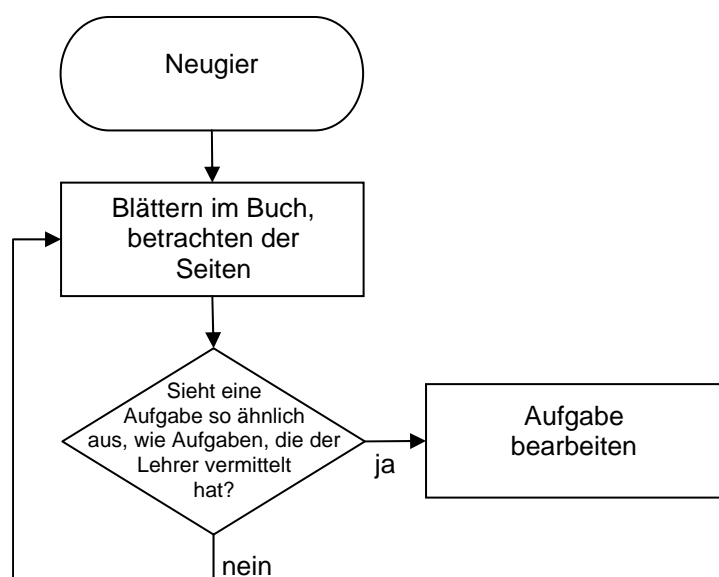 Neugier
Blättern im Buch,
betrachten der
Seiten
Sieht eine
Aufgabe so ähnlich
aus, wie Aufgaben, die der
Lehrer vermittelt
hat?
ja
Aufgabe
bearbeiten
nein